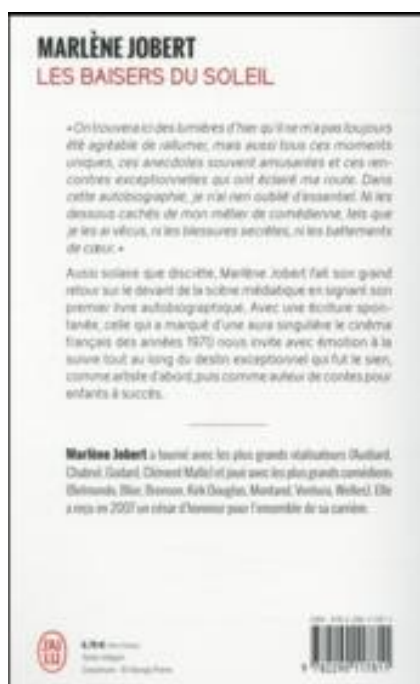 MARLÈNE JOBERT
LES BAISERS DU SOLEIL
« On trouvera ici des lumières d'hier qu'il ne m'a pas toujours
été agréable de rallumer, mais aussi tous ces moments
uniques, ces anecdotes souvent amusantes et ces ren-
contres exceptionnelles qui ont éclairé ma route. Dans
cette autobiographie, je n'ai rien oublié d'essentiel. Ni les
dessous cachés de mon métier de comédienne, tels que
je les ai vécus, ni les blessures secrètes, ni les battements
de cœur. »
Aussi solaire que discrète, Marlène Jobert fait son grand
retour sur le devant de la scène médiatique en signant son
premier livre autobiographique. Avec une écriture spon-
tanée, celle qui a marqué d'une aura singulière le cinéma
français des années 1970 nous invite avec émotion à la
suivre tout au long du destin exceptionnel qui fut le sien,
comme artiste d'abord, puis comme auteur de contes pour
enfants à succès.
Marlène Jobert a tourné avec les plus grands réalisateurs (Audiard,
Chabrol, Godard, Clément Malle) et joué avec les plus grands comédiens
(Belmondo, Blier, Bronson, Kirk Douglas, Montand, Ventura, Welles). Elle
a reçu en 2007 un césar d'honneur pour l'ensemble de sa carrière.
J'AI
LU
Texte intégral